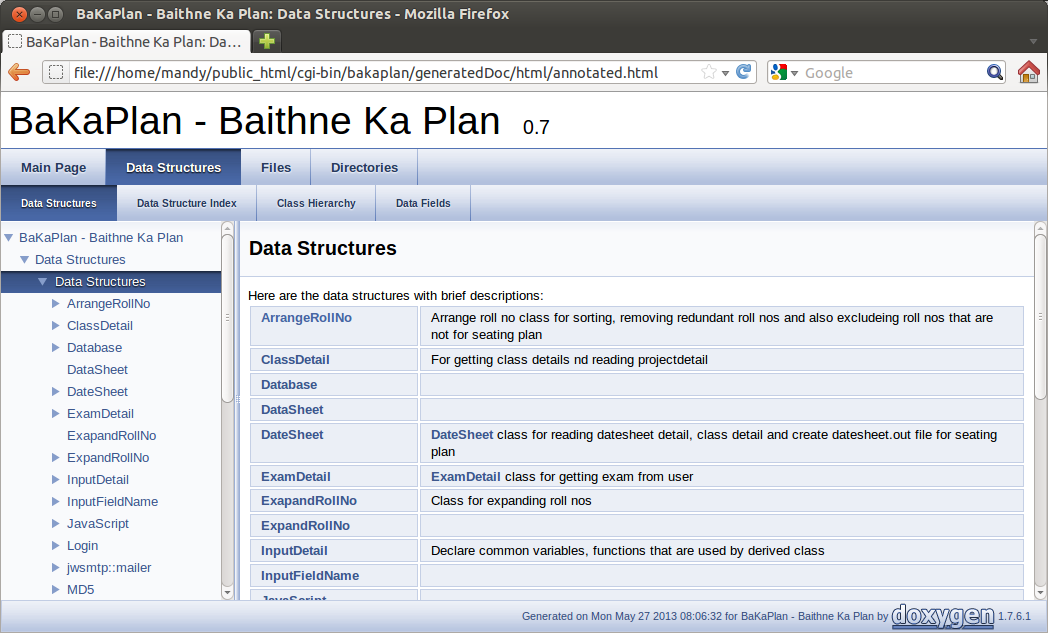 BaKaPlan - Baithne Ka Plan: Data Structures - Mozilla Firefox
BaKaPlan - Baithne Ka Plan: Da...
file:///home/mandy/public_html/cgi-bin/bakaplan/generatedDoc/html/annotated.html
Google
BaKaPlan - Baithne Ka Plan 0.7
Main Page
Data Structures
Files
Directories
Data Structures
Data Structure Index
Class Hierarchy
Data Fields
BaKaPlan - Baithne Ka Plan
Data Structures
Data Structures
ArrangeRollNo
ClassDetail
Database
DataSheet
DateSheet
ExamDetail
ExapandRollNo
ExpandRollNo
InputDetail
InputFieldName
JavaScript
Login
jwsmtp::mailer
MD5
Data Structures
Here are the data structures with brief descriptions:
ArrangeRollNo
Arrange roll no class for sorting, removing redundant roll nos and also excludeing roll nos that are
not for seating plan
ClassDetail
For getting class details nd reading projectdetail
Database
DataSheet
DateSheet
DateSheet class for reading datesheet detail, class detail and create datesheet.out file for seating
plan
ExamDetail
ExamDetail class for getting exam from user
ExapandRollNo
Class for expanding roll nos
ExpandRollNo
InputDetail
Declare common variables, functions that are used by derived class
InputFieldName
JavaScript
Generated on Mon May 27 2013 08:06:32 for BaKaPlan - Baithne Ka Plan by doxygen 1.7.6.1